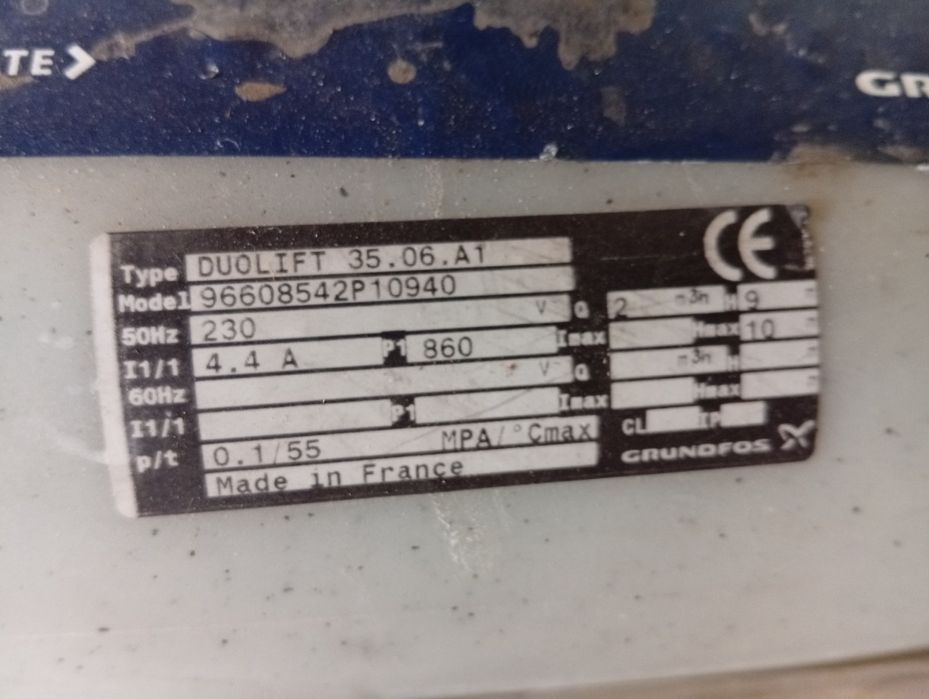 TE
GR
CE
Type DUOLIFT 35.06.A1
Model 96608542P10940
50Hz 230 V Q 2 m³h H 9 m
I1/1 4.4 A P1 860 Imax Hmax 10 m
60Hz V Q m³h H m
I1/1 P1 Imax Hmax m
p/t 0.1/55 MPA/°Cmax CL IP
Made in France GRUNDFOS